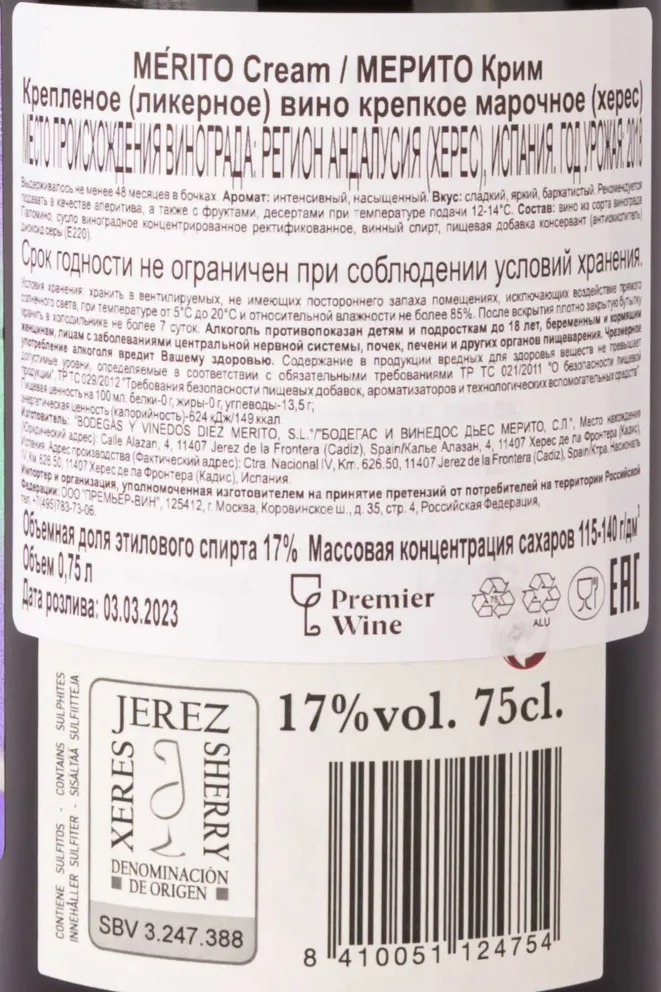 MÉRITO Cream / МЕРИТО Крим
Крепленое (ликерное) вино крепкое марочное (херес)
МЕСТО ПРОИСХОЖДЕНИЯ ВИНОГРАДА: РЕГИОН АНДАЛУСИЯ (ХЕРЕС), ИСПАНИЯ. ГОД УРОЖАЯ: 2010
Выдерживалось не менее 48 месяцев в бочках. Аромат: интенсивный, насыщенный. Вкус: сладкий, яркий, бархатистый. Рекомендуется
подавать в качестве аперитива, а также с фруктами, десертами при температуре подачи 12-14°С. Состав: вино из сорта винограда
Паломино, сусло виноградное концентрированное ректификованное, винный спирт, пищевая добавка консервант (антиокислитель)
диоксид серы (Е220).
Срок годности не ограничен при соблюдении условий хранения.
Условия хранения: хранить в вентилируемых, не имеющих постороннего запаха помещениях, исключающих воздействие прямого
солнечного света, при температуре от 5°С до 20°С и относительной влажности не более 85%. После вскрытия плотно закрытую бутылку
хранить в холодильнике не более 7 суток. Алкоголь противопоказан детям и подросткам до 18 лет, беременным и кормящим
женщинам, лицам с заболеваниями центральной нервной системы, почек, печени и других органов пищеварения. Чрезмерное
употребление алкоголя вредит Вашему здоровью. Содержание в продукции вредных для здоровья веществ не превышает
допустимые уровни, определяемые в соответствии с обязательными требованиями ТР ТС 021/2011 "О безопасности пищевой
продукции" ТР ТС 029/2012 "Требования безопасности пищевых добавок, ароматизаторов и технологических вспомогательных средств"
Пищевая ценность на 100 мл. белки-0 г, жиры-0 г, углеводы-13,5 г;
энергетическая ценность (калорийность)-624 кДж/149 ккал.
Изготовитель: "BODEGAS Y VINEDOS DIEZ MERITO, S.L."/"БОДЕГАС И ВИНЕДОС ДЬЕС МЕРИТО, С.Л", Место нахождения
(Юридический адрес): Calle Alazan, 4, 11407 Jerez de la Frontera (Cadiz), Spain/Калье Алазан, 4, 11407 Херес де ла Фронтера (Кадис),
Испания. Адрес производства (Фактический адрес): Ctra. Nacional IV, Km. 626.50, 11407 Jerez de la Frontera (Cadiz), Spain/Ктра. Насиональ
IV, Км 626.50, 11407 Херес де ла Фронтера (Кадис), Испания.
Импортер и организация, уполномоченная изготовителем на принятие претензий от потребителей на территории Российской
Федерации: ООО "ПРЕМЬЕР-ВИН", 125412, г. Москва, Коровинское ш., д. 35, стр. 4, Российская Федерация,
тел.+7(495)783-73-06.
Объемная доля этилового спирта 17% Массовая концентрация сахаров 115-140 г/дм³
Объем 0,75 л
Дата розлива: 03.03.2023
Premier
Wine
ALU
EAC
CONTIENE SULFITOS - CONTAINS SULPHITES
INNEHÅLLER SULFITER - SISÄLTÄÄ SULFIITTEJA
JEREZ
XERES
SHERRY
DENOMINACIÓN
DE ORIGEN
SBV 3.247.388
17%vol. 75cl.
8 410051 124754